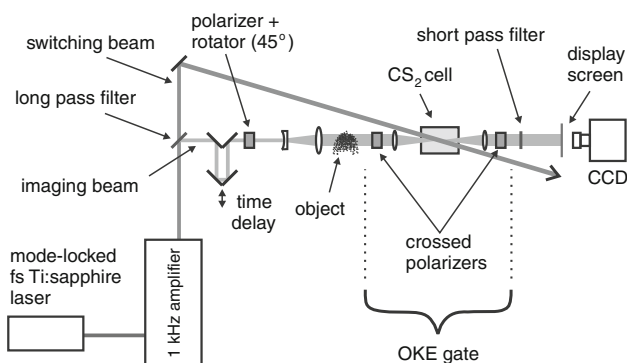 polarizer +
rotator (45°)
switching beam
short pass filter
display
screen
CS2 cell
long pass filter
imaging beam
time
delay
object
CCD
crossed
polarizers
mode-locked
fs Ti:sapphire
laser
1 kHz amplifier
OKE gate